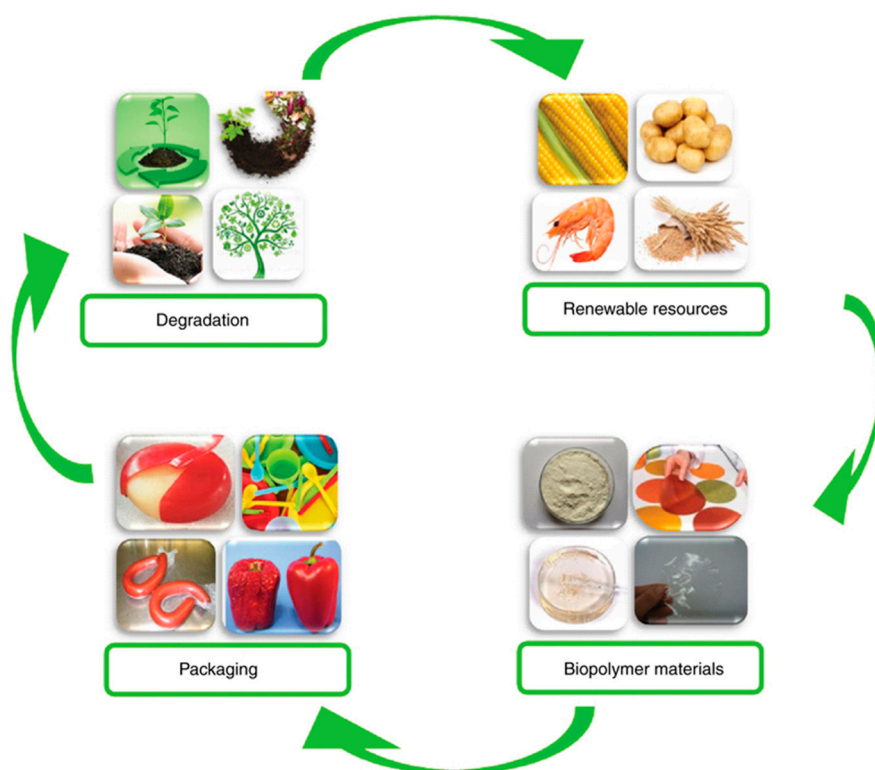 Degradation
Renewable resources
Packaging
Biopolymer materials